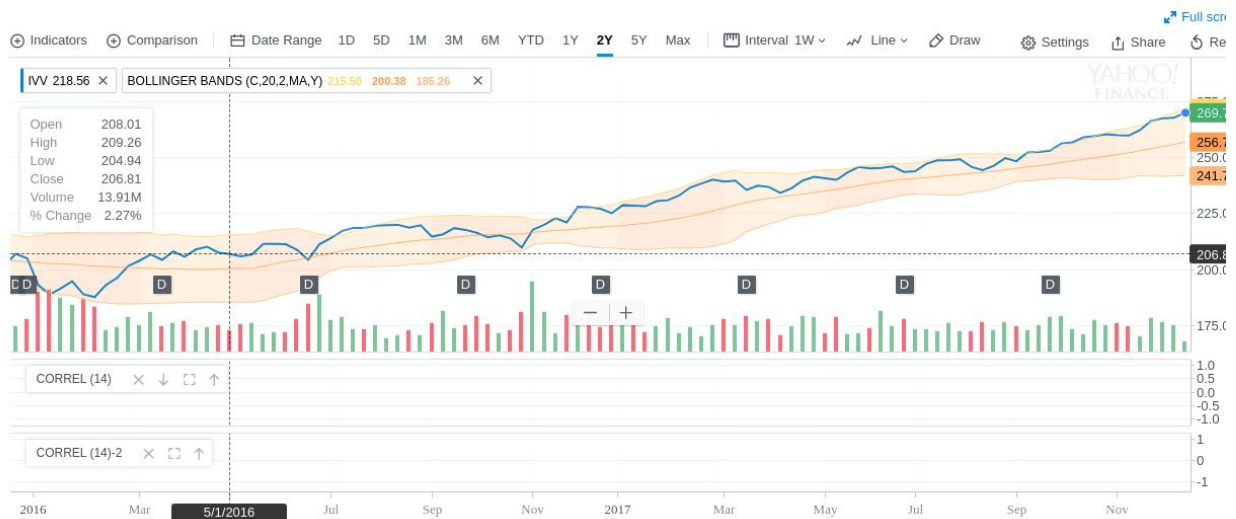 Full scre
Indicators Comparison Date Range 1D 5D 1M 3M 6M YTD 1Y 2Y 5Y Max Interval 1W Line Draw Settings Share Re
IVV 218.56 BOLLINGER BANDS (C,20,2,MA,Y) 215.50 200.38 185.26
YAHOO!
FINANCE
Open 208.01
High 209.26
Low 204.94
Close 206.81
Volume 13.91M
% Change 2.27%
269.7
256.7
250.0
241.7
225.0
206.8
200.0
D D D D D D D D D
175.0
CORREL (14)
1.0
0.5
0.0
-0.5
-1.0
CORREL (14)-2
1
0
-1
2016 Mar 5/1/2016 Jul Sep Nov 2017 Mar May Jul Sep Nov